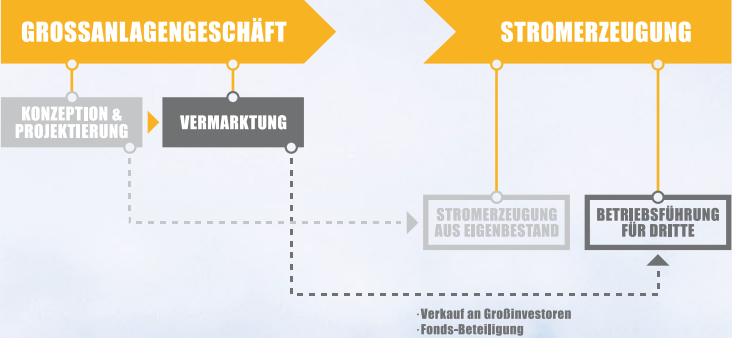 GROSSANLAGENGESCHÄFT
STROMERZEUGUNG
KONZEPTION &
PROJEKTIERUNG
VERMARKTUNG
STROMERZEUGUNG
AUS EIGENBESTAND
BETRIEBSFÜHRUNG
FÜR DRITTE
· Verkauf an Großinvestoren
· Fonds-Beteiligung